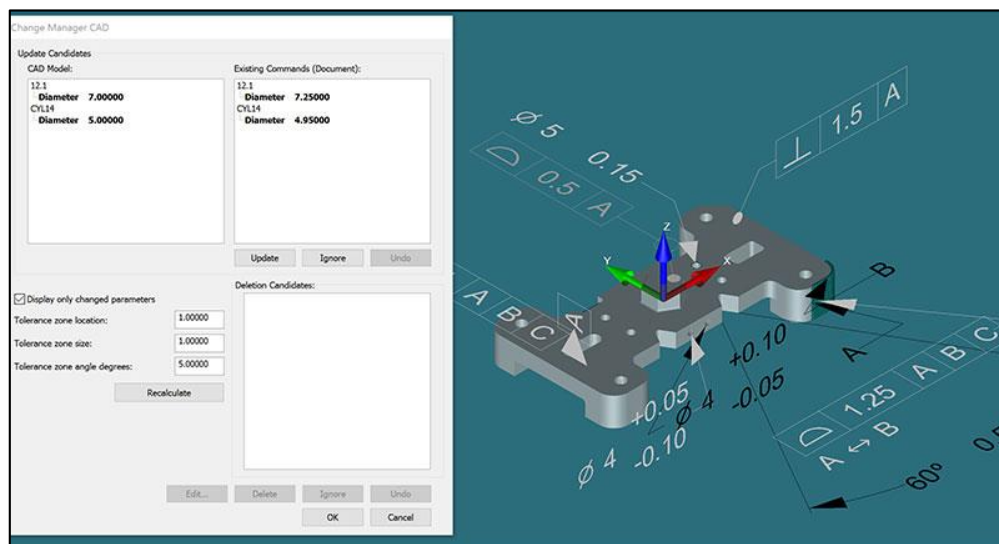 Change Manager CAD
Update Candidates
CAD Model:
Existing Commands (Document):
12.1
Diameter 7.00000
CYL14
Diameter 5.00000
12.1
Diameter 7.25000
CYL14
Diameter 4.95000
Update
Ignore
Undo
Display only changed parameters
Tolerance zone location:
1.00000
Tolerance zone size:
1.00000
Tolerance zone angle degrees:
5.00000
Recalculate
Deletion Candidates:
Edit...
Delete
Ignore
Undo
OK
Cancel
⌀ 5 0.15
0.5 A
1.5 A
Z
Y
X
B
A B C
A
A
+0.10
⌀ 4 -0.05
+0.05
⌀ 4 -0.10
1.25 A B C
A ↔ B
60°